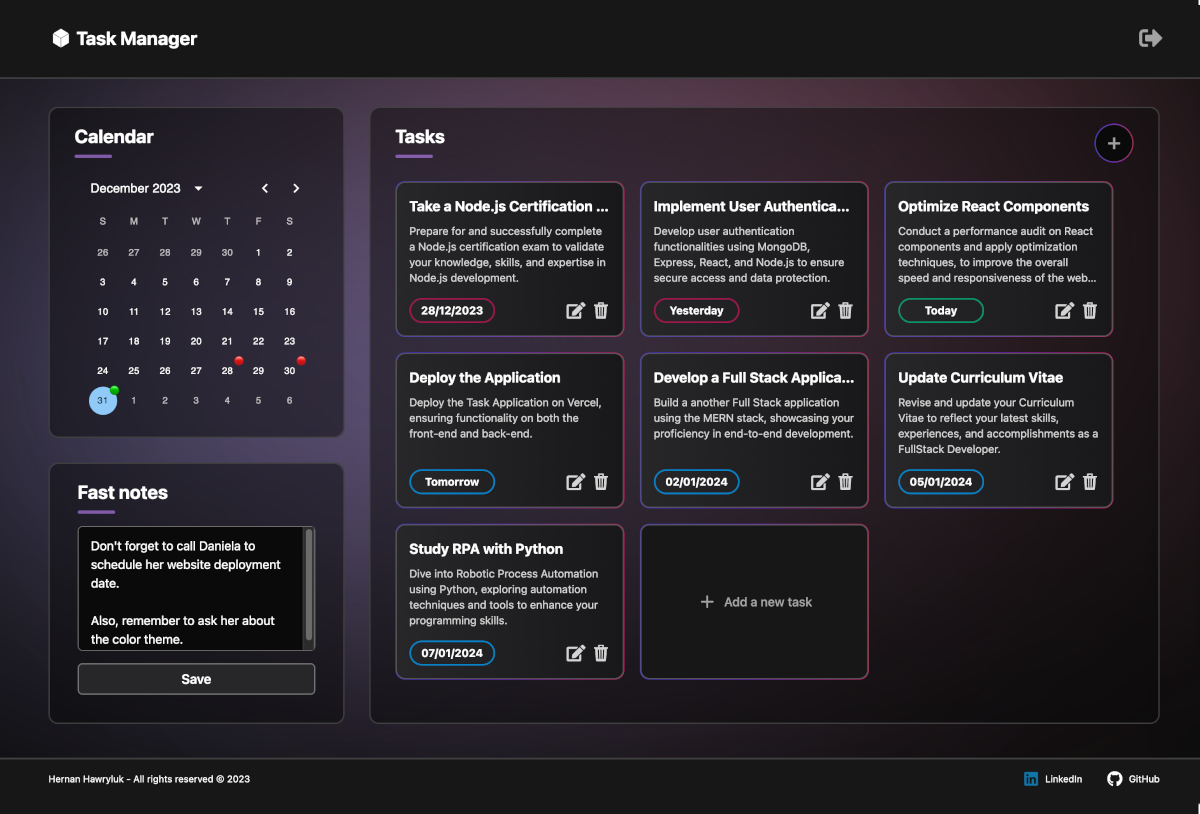 Task Manager
Calendar
December 2023
S M T W T F S
26 27 28 29 30 1 2
3 4 5 6 7 8 9
10 11 12 13 14 15 16
17 18 19 20 21 22 23
24 25 26 27 28 29 30
31 1 2 3 4 5 6
Fast notes
Don't forget to call Daniela to
schedule her website deployment
date.
Also, remember to ask her about
the color theme.
Save
Tasks
Take a Node.js Certification ...
Prepare for and successfully complete
a Node.js certification exam to validate
your knowledge, skills, and expertise in
Node.js development.
28/12/2023
Implement User Authentica...
Develop user authentication
functionalities using MongoDB,
Express, React, and Node.js to ensure
secure access and data protection.
Yesterday
Optimize React Components
Conduct a performance audit on React
components and apply optimization
techniques, to improve the overall
speed and responsiveness of the web...
Today
Deploy the Application
Deploy the Task Application on Vercel,
ensuring functionality on both the
front-end and back-end.
Tomorrow
Develop a Full Stack Applica...
Build a another Full Stack application
using the MERN stack, showcasing your
proficiency in end-to-end development.
02/01/2024
Update Curriculum Vitae
Revise and update your Curriculum
Vitae to reflect your latest skills,
experiences, and accomplishments as a
FullStack Developer.
05/01/2024
Study RPA with Python
Dive into Robotic Process Automation
using Python, exploring automation
techniques and tools to enhance your
programming skills.
07/01/2024
Add a new task
Hernan Hawryluk - All rights reserved © 2023
LinkedIn
GitHub